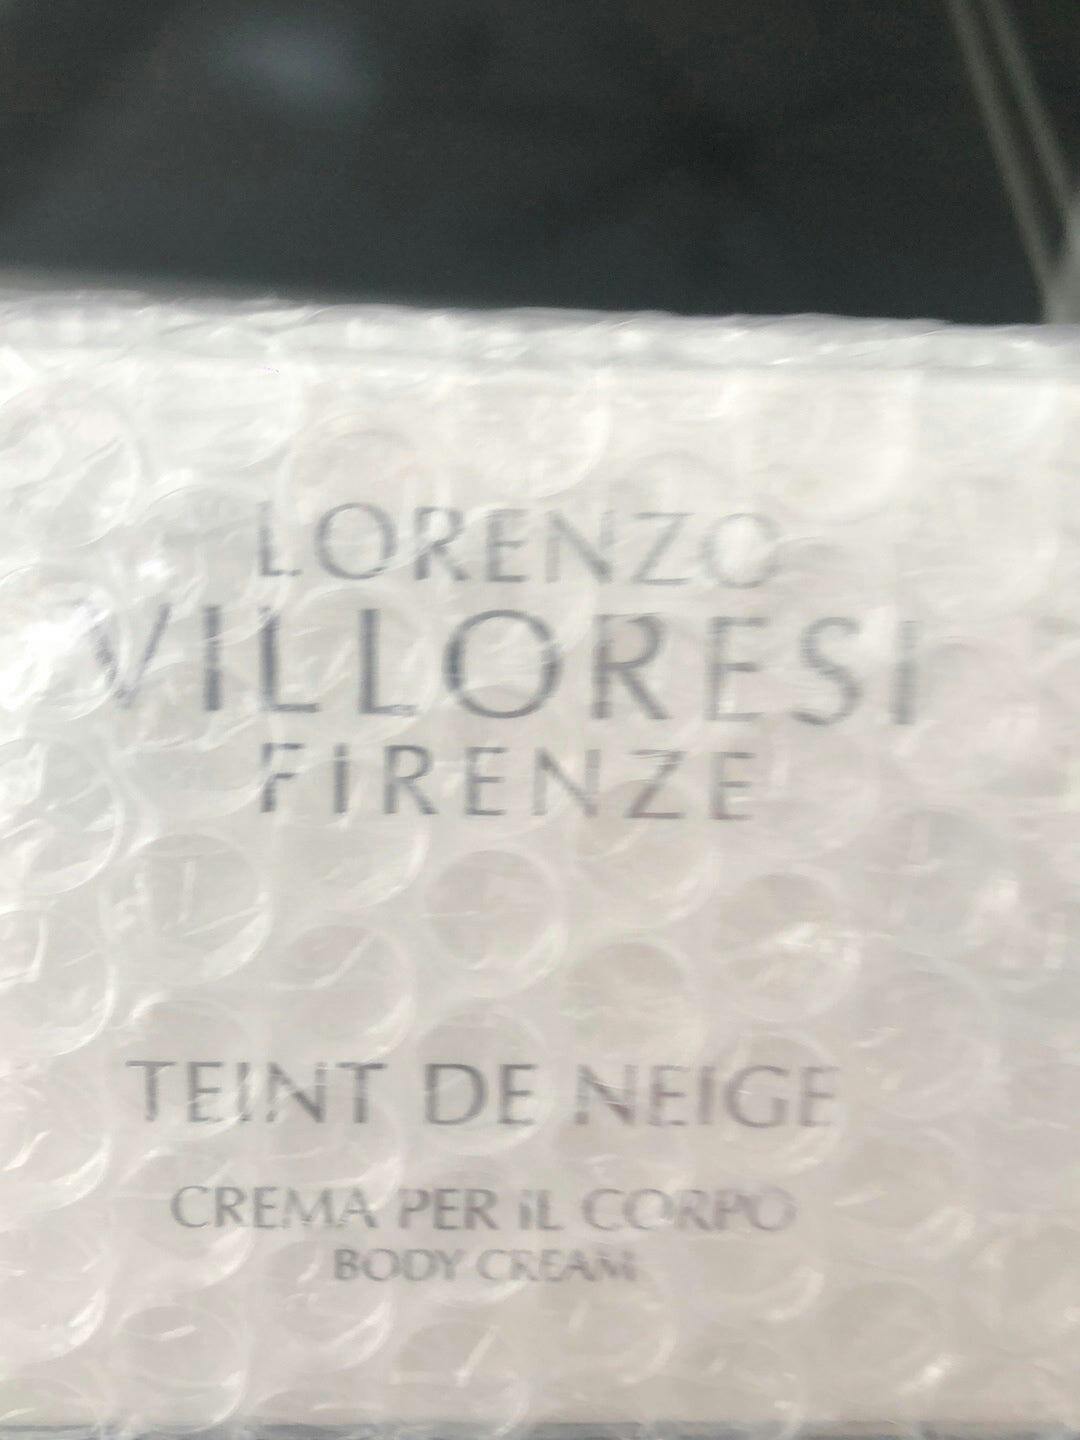 LORENZO
VILLORESI
FIRENZE
TEINT DE NEIGE
CREMA PER IL CORPO
BODY CREAM